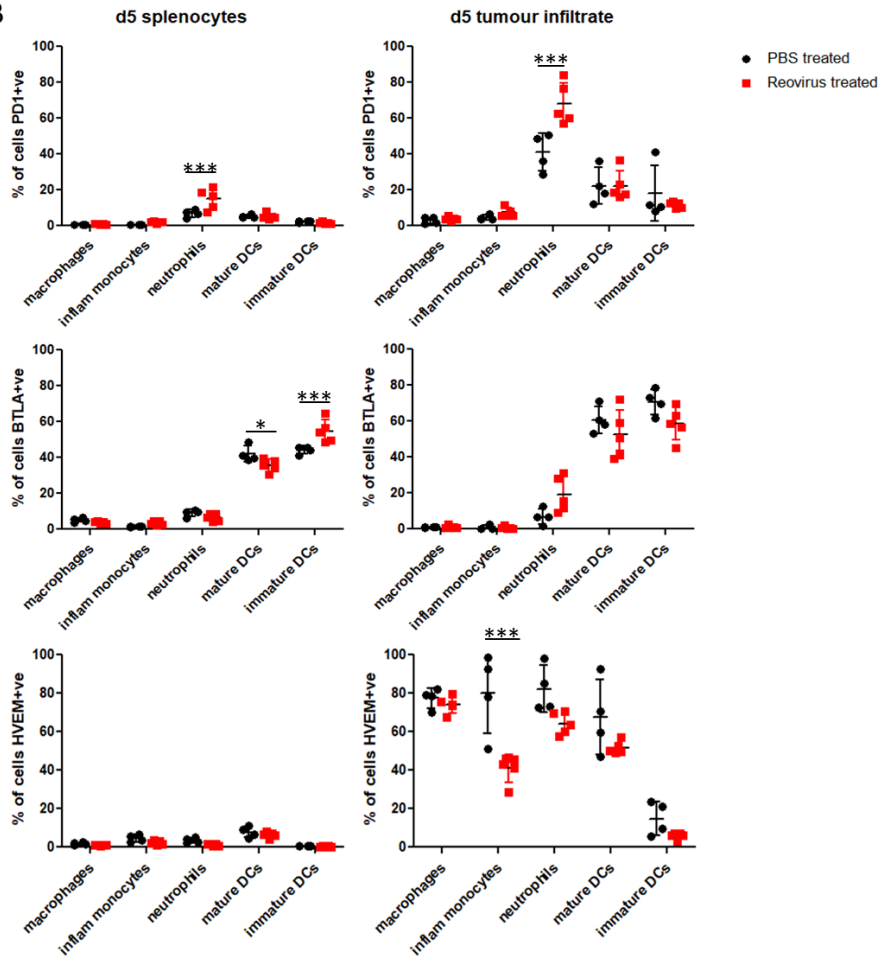 B
d5 splenocytes
d5 tumour infiltrate
PBS treated
Reovirus treated
% of cells PD1+ve
100
80
60
40
20
0
***
macrophages
inflam monocytes
neutrophils
mature DCs
immature DCs
% of cells PD1+ve
100
80
60
40
20
0
***
macrophages
inflam monocytes
neutrophils
mature DCs
immature DCs
% of cells BTLA+ve
100
80
60
40
20
0
*
***
macrophages
inflam monocytes
neutrophils
mature DCs
immature DCs
% of cells BTLA+ve
100
80
60
40
20
0
macrophages
inflam monocytes
neutrophils
mature DCs
immature DCs
% of cells HVEM+ve
100
80
60
40
20
0
macrophages
inflam monocytes
neutrophils
mature DCs
immature DCs
% of cells HVEM+ve
100
80
60
40
20
0
***
macrophages
inflam monocytes
neutrophils
mature DCs
immature DCs